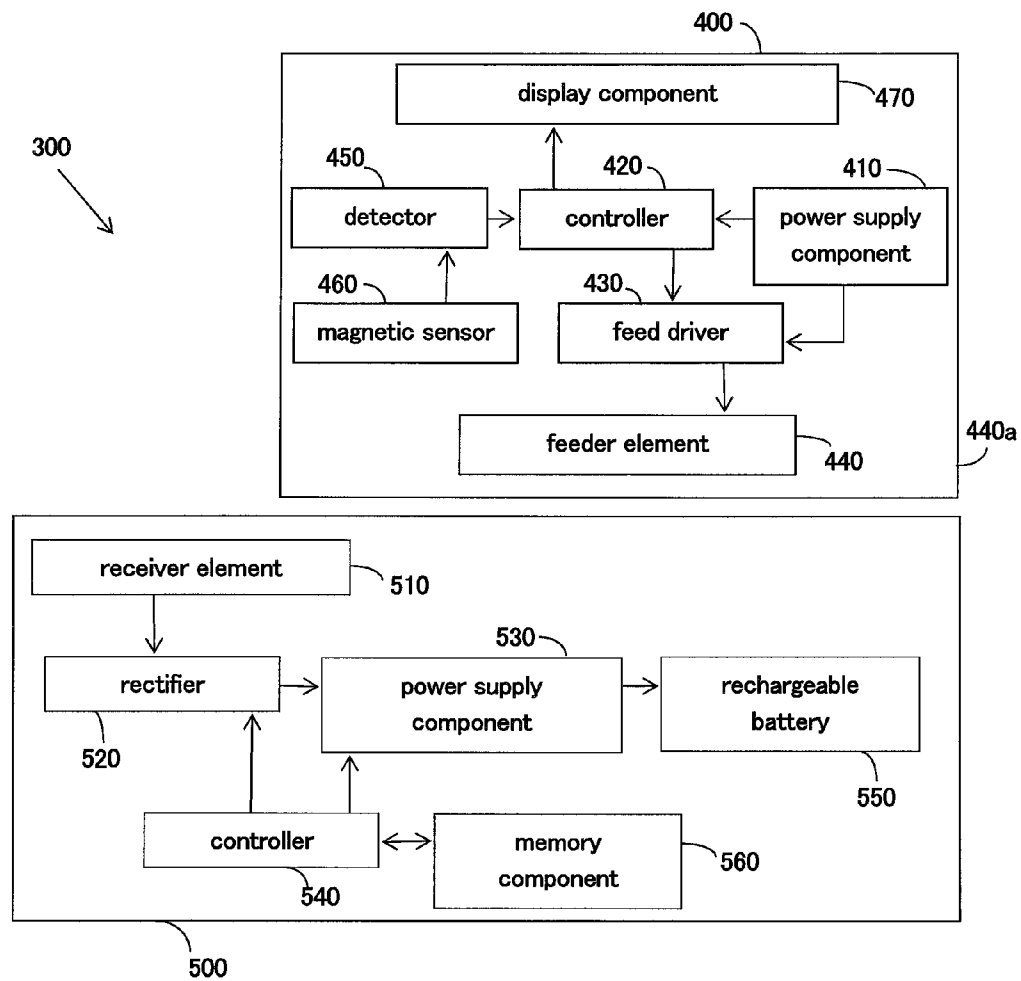 400
display component
470
300
450
420
410
detector
controller
power supply
component
460
430
magnetic sensor
feed driver
440a
feeder element
440
receiver element
510
530
rectifier
power supply
component
rechargeable
battery
520
550
controller
memory
component
560
540
500